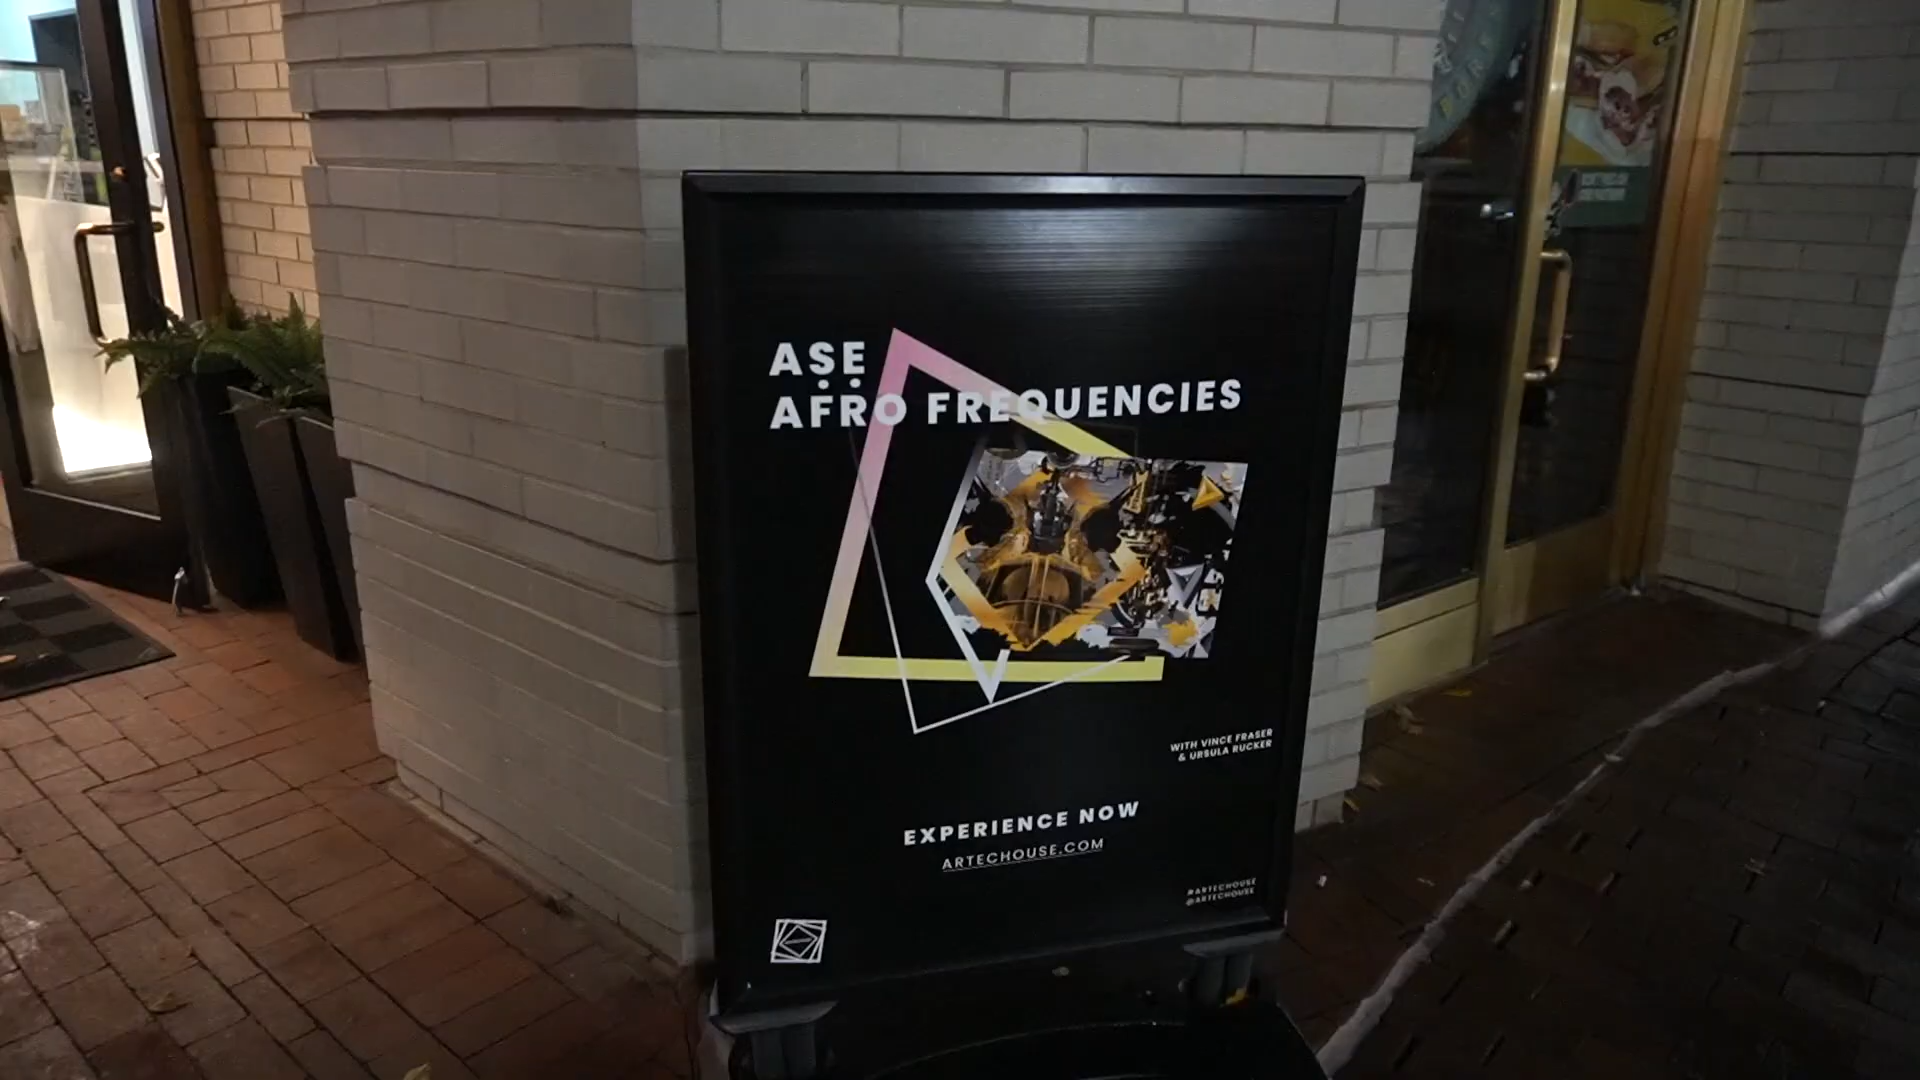 AṢẸ
AFRO FREQUENCIES
WITH VINCE FRASER
& URSULA RUCKER
EXPERIENCE NOW
ARTECHOUSE.COM
#ARTECHOUSE
@ARTECHOUSE